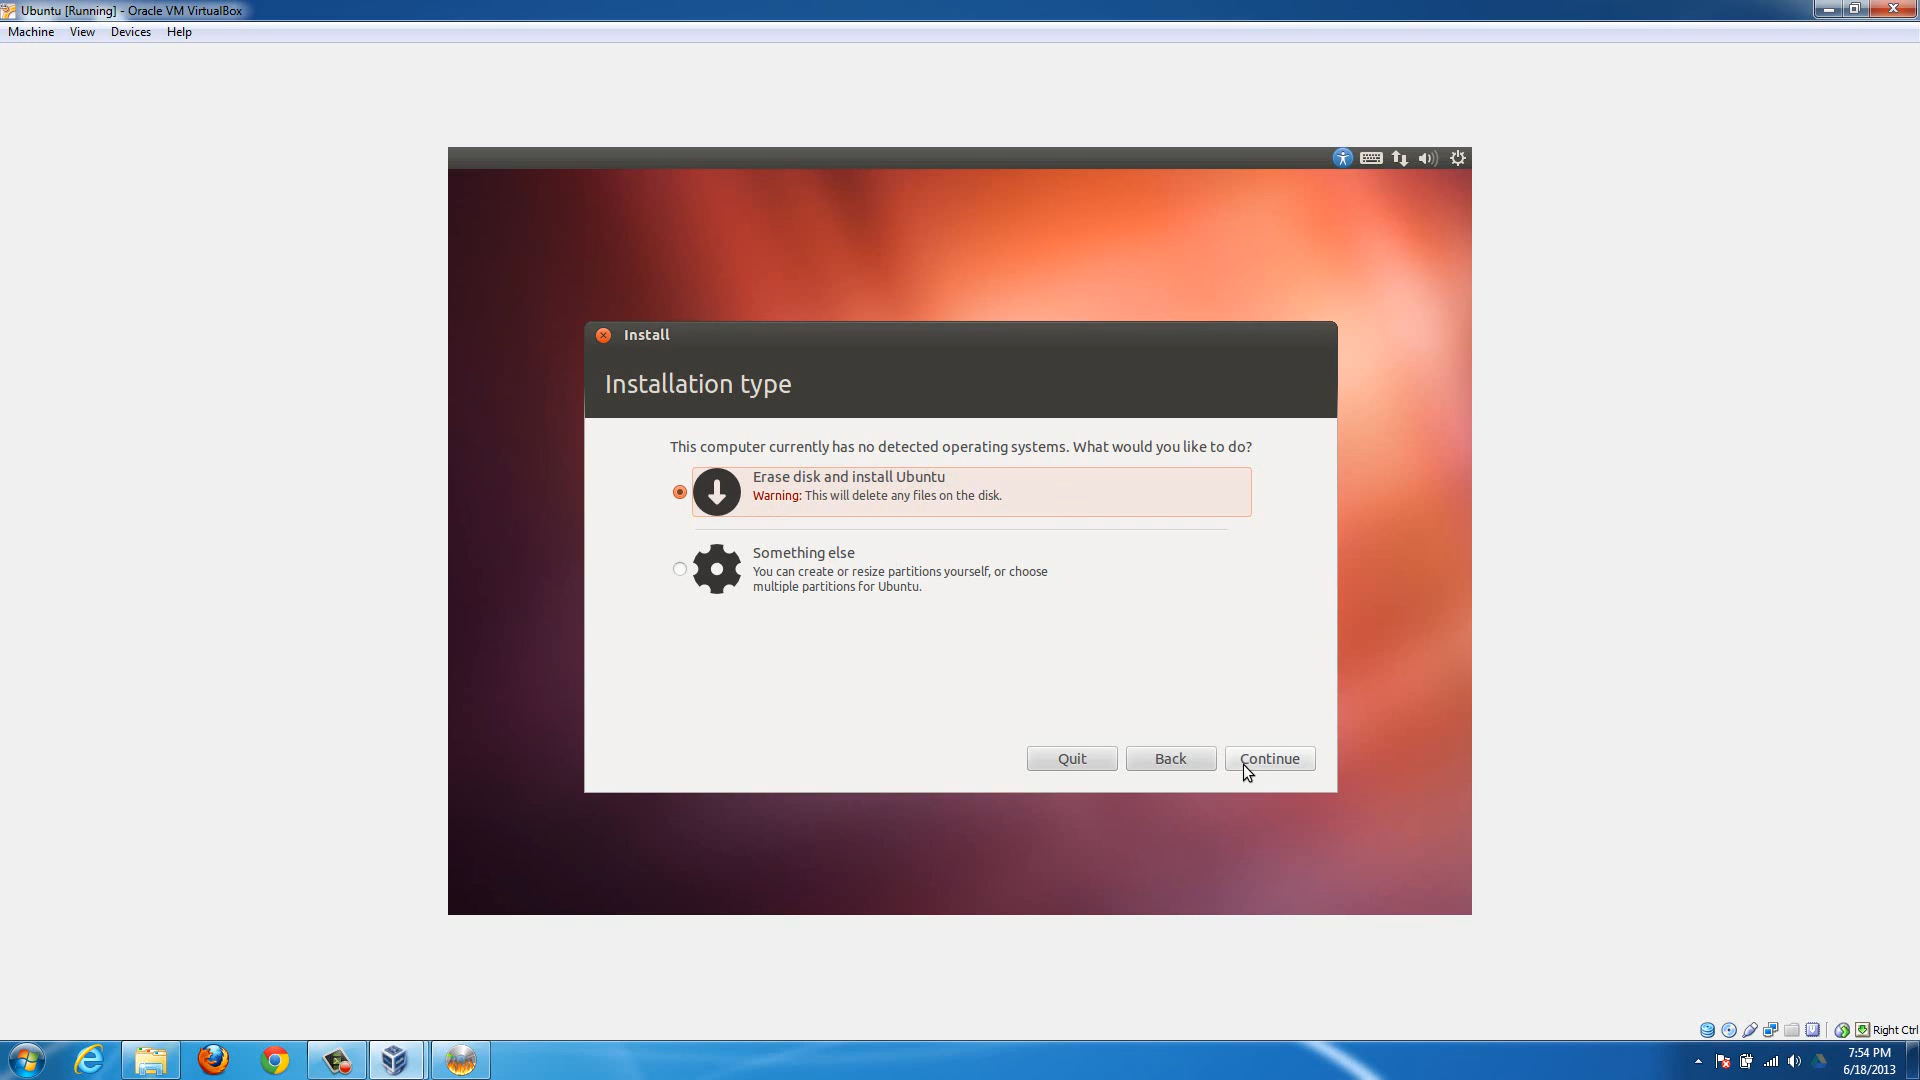 Ubuntu [Running] - Oracle VM VirtualBox
Machine View Devices Help
Install
Installation type
This computer currently has no detected operating systems. What would you like to do?
Erase disk and install Ubuntu
Warning: This will delete any files on the disk.
Something else
You can create or resize partitions yourself, or choose
multiple partitions for Ubuntu.
Quit Back Continue
Right Ctrl
7:54 PM
6/18/2013